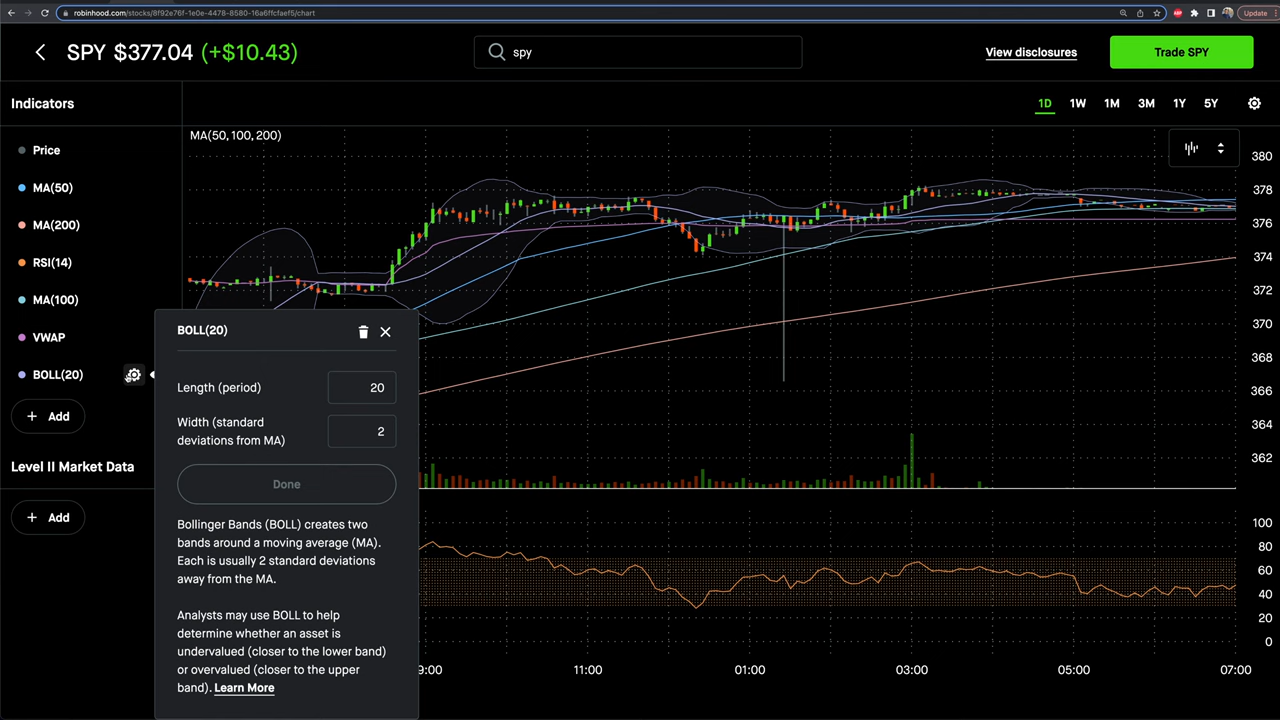 robinhood.com/stocks/8f92e76f-1e0e-4478-8580-16a6ffcfaef5/chart
Update
SPY $377.04 (+$10.43)
spy
View disclosures
Trade SPY
Indicators
1D 1W 1M 3M 1Y 5Y
MA(50, 100, 200)
Price
MA(50)
MA(200)
RSI(14)
MA(100)
VWAP
BOLL(20)
+ Add
Level II Market Data
+ Add
BOLL(20)
Length (period) 20
Width (standard
deviations from MA) 2
Done
Bollinger Bands (BOLL) creates two
bands around a moving average (MA).
Each is usually 2 standard deviations
away from the MA.
Analysts may use BOLL to help
determine whether an asset is
undervalued (closer to the lower band)
or overvalued (closer to the upper
band). Learn More
380
378
376
374
372
370
368
366
364
362
100
80
60
40
20
0
9:00 11:00 01:00 03:00 05:00 07:00